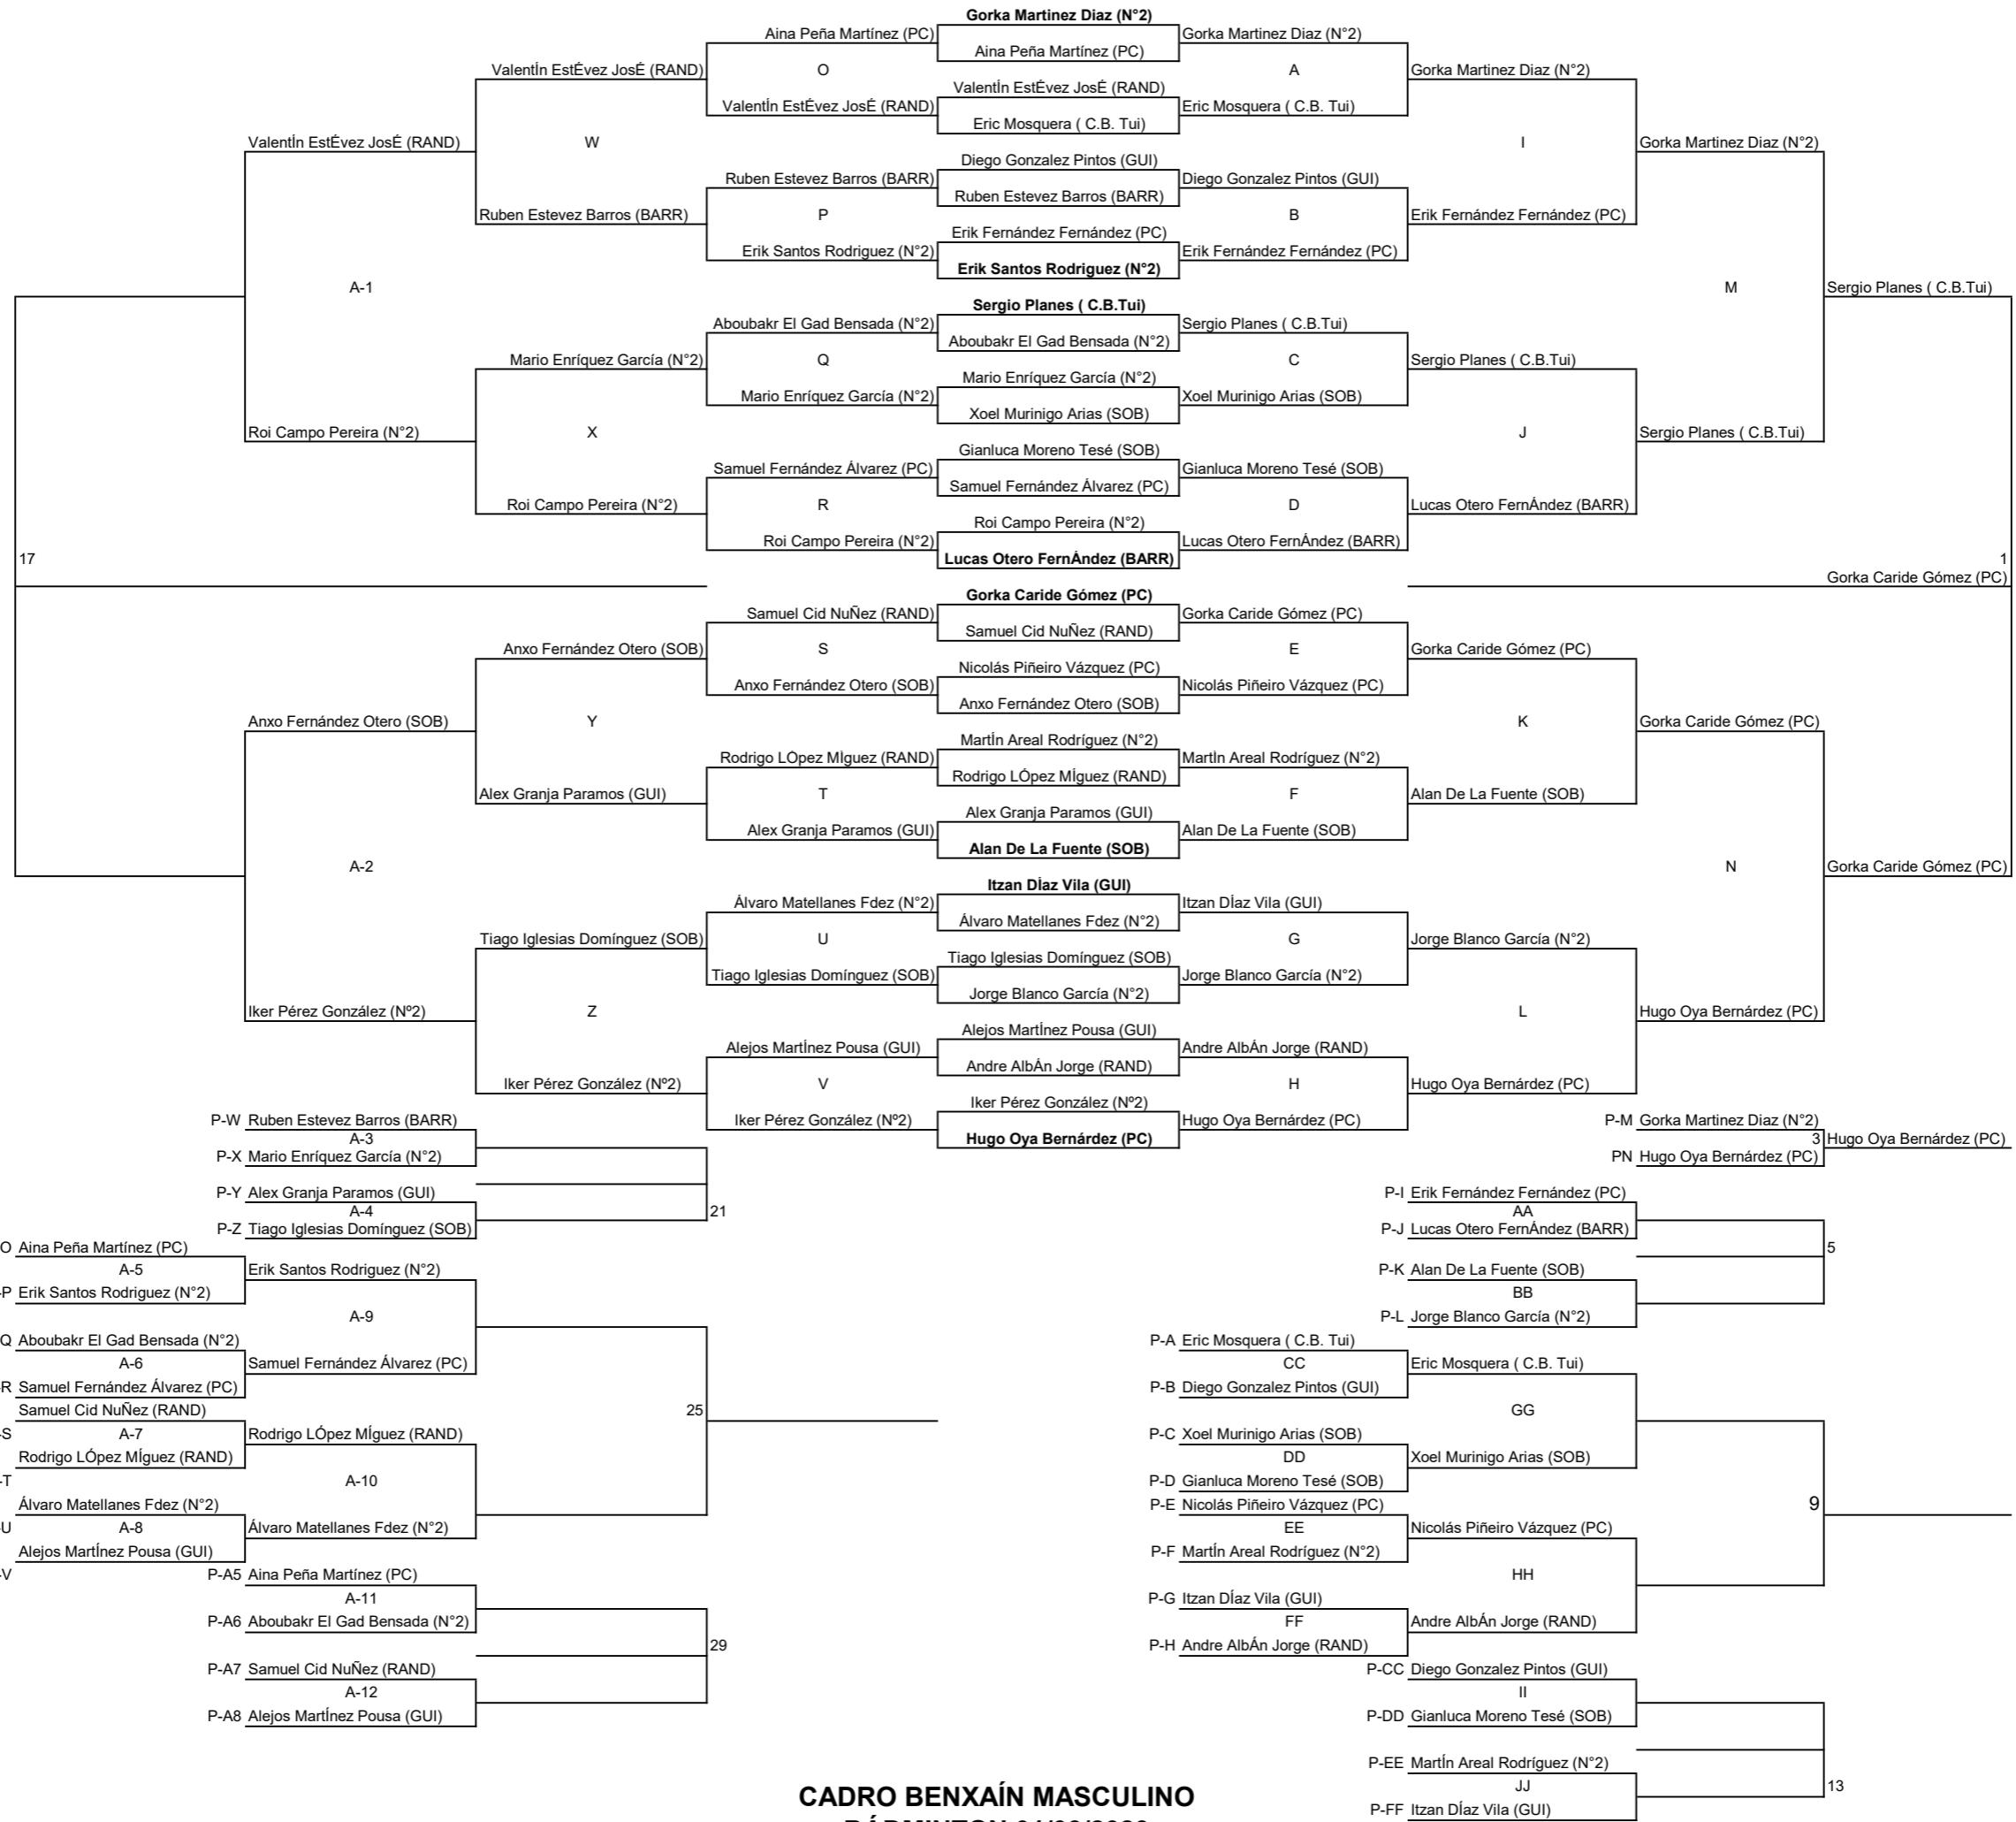 Gorka Martinez Diaz (N°2)
Aina Peña Martínez (PC)
Gorka Martinez Diaz (N°2)
Aina Peña Martínez (PC)
ValentÍn EstÉvez JosÉ (RAND)
O
A
Gorka Martinez Diaz (N°2)
ValentÍn EstÉvez JosÉ (RAND)
ValentÍn EstÉvez JosÉ (RAND)
Eric Mosquera ( C.B. Tui)
Eric Mosquera ( C.B. Tui)
ValentÍn EstÉvez JosÉ (RAND)
W
I
Gorka Martinez Diaz (N°2)
Diego Gonzalez Pintos (GUI)
Ruben Estevez Barros (BARR)
Diego Gonzalez Pintos (GUI)
Ruben Estevez Barros (BARR)
Ruben Estevez Barros (BARR)
P
B
Erik Fernández Fernández (PC)
Erik Fernández Fernández (PC)
Erik Santos Rodriguez (N°2)
Erik Fernández Fernández (PC)
Erik Santos Rodriguez (N°2)
A-1
M
Sergio Planes ( C.B.Tui)
Sergio Planes ( C.B.Tui)
Aboubakr El Gad Bensada (N°2)
Sergio Planes ( C.B.Tui)
Aboubakr El Gad Bensada (N°2)
Mario Enríquez García (N°2)
Q
C
Sergio Planes ( C.B.Tui)
Mario Enríquez García (N°2)
Mario Enríquez García (N°2)
Xoel Murinigo Arias (SOB)
Xoel Murinigo Arias (SOB)
Roi Campo Pereira (N°2)
X
J
Sergio Planes ( C.B.Tui)
Gianluca Moreno Tesé (SOB)
Samuel Fernández Álvarez (PC)
Gianluca Moreno Tesé (SOB)
Samuel Fernández Álvarez (PC)
Roi Campo Pereira (N°2)
R
D
Lucas Otero FernÁndez (BARR)
Roi Campo Pereira (N°2)
Roi Campo Pereira (N°2)
Lucas Otero FernÁndez (BARR)
Lucas Otero FernÁndez (BARR)
17
1
Gorka Caride Gómez (PC)
Gorka Caride Gómez (PC)
Samuel Cid NuÑez (RAND)
Gorka Caride Gómez (PC)
Samuel Cid NuÑez (RAND)
Anxo Fernández Otero (SOB)
S
E
Gorka Caride Gómez (PC)
Nicolás Piñeiro Vázquez (PC)
Anxo Fernández Otero (SOB)
Nicolás Piñeiro Vázquez (PC)
Anxo Fernández Otero (SOB)
Anxo Fernández Otero (SOB)
Y
K
Gorka Caride Gómez (PC)
MartÍn Areal Rodríguez (N°2)
Rodrigo LÓpez MÍguez (RAND)
MartÍn Areal Rodríguez (N°2)
Rodrigo LÓpez MÍguez (RAND)
Alex Granja Paramos (GUI)
T
F
Alan De La Fuente (SOB)
Alex Granja Paramos (GUI)
Alex Granja Paramos (GUI)
Alan De La Fuente (SOB)
Alan De La Fuente (SOB)
A-2
N
Gorka Caride Gómez (PC)
Itzan DÍaz Vila (GUI)
Álvaro Matellanes Fdez (N°2)
Itzan DÍaz Vila (GUI)
Álvaro Matellanes Fdez (N°2)
Tiago Iglesias Domínguez (SOB)
U
G
Jorge Blanco García (N°2)
Tiago Iglesias Domínguez (SOB)
Tiago Iglesias Domínguez (SOB)
Jorge Blanco García (N°2)
Jorge Blanco García (N°2)
Iker Pérez González (Nº2)
Z
L
Hugo Oya Bernárdez (PC)
Alejos MartÍnez Pousa (GUI)
Alejos MartÍnez Pousa (GUI)
Andre AlbÁn Jorge (RAND)
Andre AlbÁn Jorge (RAND)
Iker Pérez González (Nº2)
V
H
Hugo Oya Bernárdez (PC)
Iker Pérez González (Nº2)
Iker Pérez González (Nº2)
Hugo Oya Bernárdez (PC)
Hugo Oya Bernárdez (PC)
P-W Ruben Estevez Barros (BARR)
A-3
P-X Mario Enríquez García (N°2)
P-M Gorka Martinez Diaz (N°2)
3 Hugo Oya Bernárdez (PC)
PN Hugo Oya Bernárdez (PC)
P-Y Alex Granja Paramos (GUI)
A-4
21
P-Z Tiago Iglesias Domínguez (SOB)
P-I Erik Fernández Fernández (PC)
AA
P-J Lucas Otero FernÁndez (BARR)
5
P-K Alan De La Fuente (SOB)
BB
P-L Jorge Blanco García (N°2)
O Aina Peña Martínez (PC)
A-5
Erik Santos Rodriguez (N°2)
-P Erik Santos Rodriguez (N°2)
A-9
Q Aboubakr El Gad Bensada (N°2)
A-6
Samuel Fernández Álvarez (PC)
-R Samuel Fernández Álvarez (PC)
Samuel Cid NuÑez (RAND)
25
-S
A-7
Rodrigo LÓpez MÍguez (RAND)
Rodrigo LÓpez MÍguez (RAND)
-T
A-10
Álvaro Matellanes Fdez (N°2)
-U
A-8
Álvaro Matellanes Fdez (N°2)
Alejos MartÍnez Pousa (GUI)
-V
P-A Eric Mosquera ( C.B. Tui)
CC
Eric Mosquera ( C.B. Tui)
P-B Diego Gonzalez Pintos (GUI)
GG
P-C Xoel Murinigo Arias (SOB)
DD
Xoel Murinigo Arias (SOB)
P-D Gianluca Moreno Tesé (SOB)
9
P-E Nicolás Piñeiro Vázquez (PC)
EE
Nicolás Piñeiro Vázquez (PC)
P-F MartÍn Areal Rodríguez (N°2)
HH
P-G Itzan DÍaz Vila (GUI)
FF
Andre AlbÁn Jorge (RAND)
P-H Andre AlbÁn Jorge (RAND)
P-A5 Aina Peña Martínez (PC)
A-11
P-A6 Aboubakr El Gad Bensada (N°2)
29
P-A7 Samuel Cid NuÑez (RAND)
A-12
P-A8 Alejos MartÍnez Pousa (GUI)
P-CC Diego Gonzalez Pintos (GUI)
II
P-DD Gianluca Moreno Tesé (SOB)
P-EE MartÍn Areal Rodríguez (N°2)
JJ
13
P-FF Itzan DÍaz Vila (GUI)
CADRO BENXAÍN MASCULINO